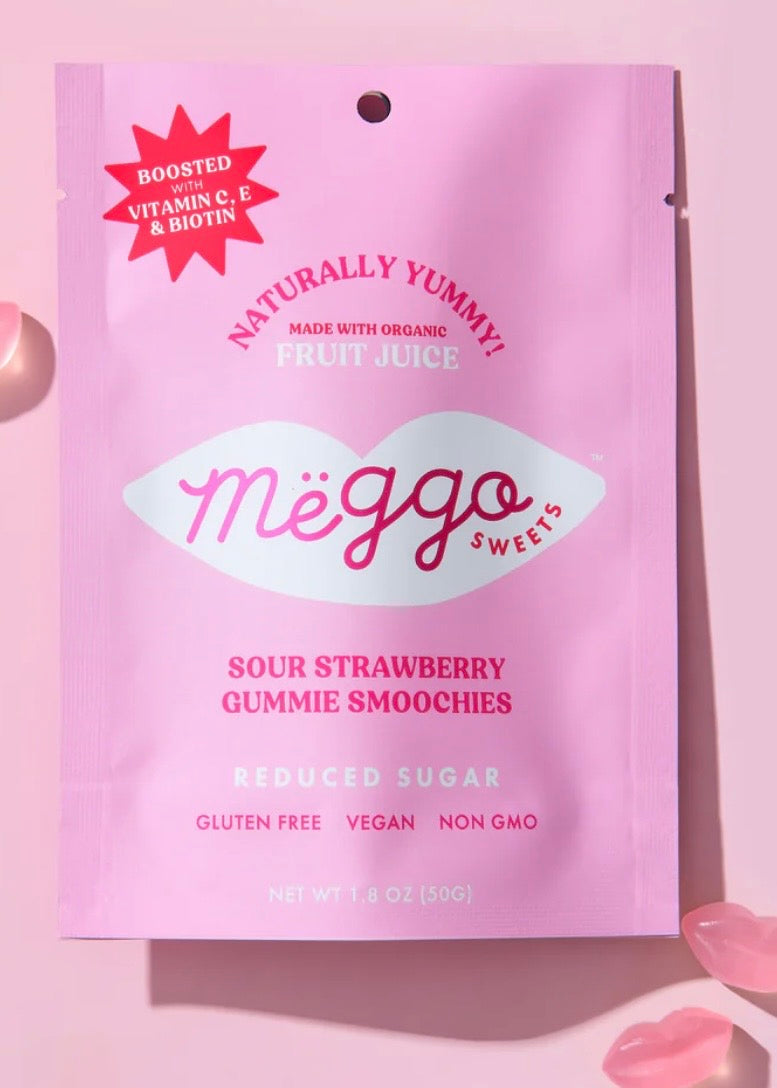 BOOSTED
WITH
VITAMIN C, E
& BIOTIN
NATURALLY YUMMY!
MADE WITH ORGANIC
FRUIT JUICE
mëggo
SWEETS
TM
SOUR STRAWBERRY
GUMMIE SMOOCHIES
REDUCED SUGAR
GLUTEN FREE VEGAN NON GMO
NET WT 1.8 OZ (50G)